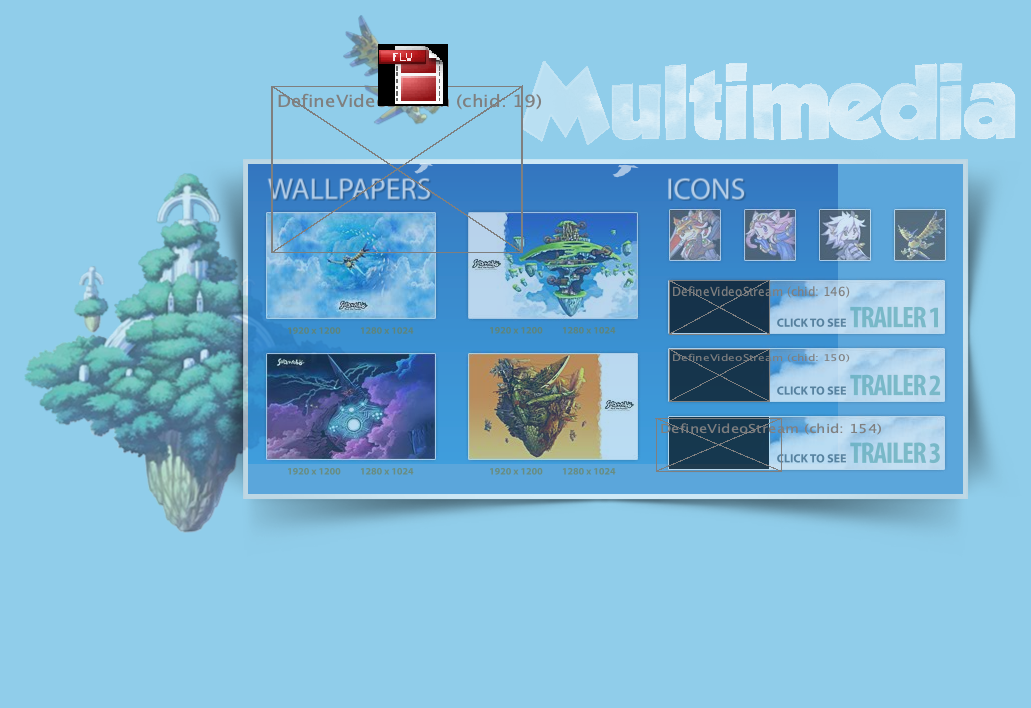 FLV
DefineVide (chid: 19)
Multimedia
WALLPAPERS
ICONS
1920 x 1200 1280 x 1024
1920 x 1200 1280 x 1024
DefineVideoStream (chid: 146)
CLICK TO SEE TRAILER 1
DefineVideoStream (chid: 150)
CLICK TO SEE TRAILER 2
DefineVideoStream (chid: 154)
CLICK TO SEE TRAILER 3
1920 x 1200 1280 x 1024
1920 x 1200 1280 x 1024